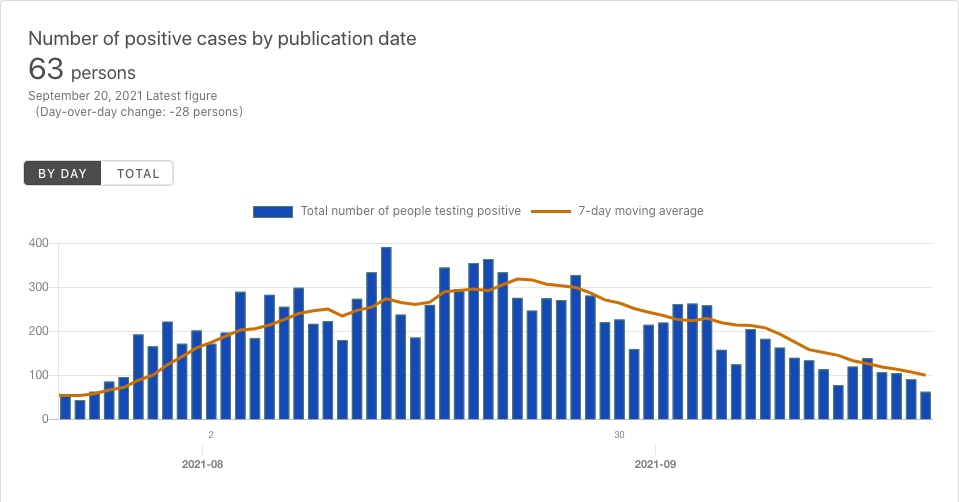 Number of positive cases by publication date
63 persons
September 20, 2021 Latest figure
(Day-over-day change: -28 persons)
BY DAY TOTAL
Total number of people testing positive 7-day moving average
400
300
200
100
0
2 30
2021-08 2021-09